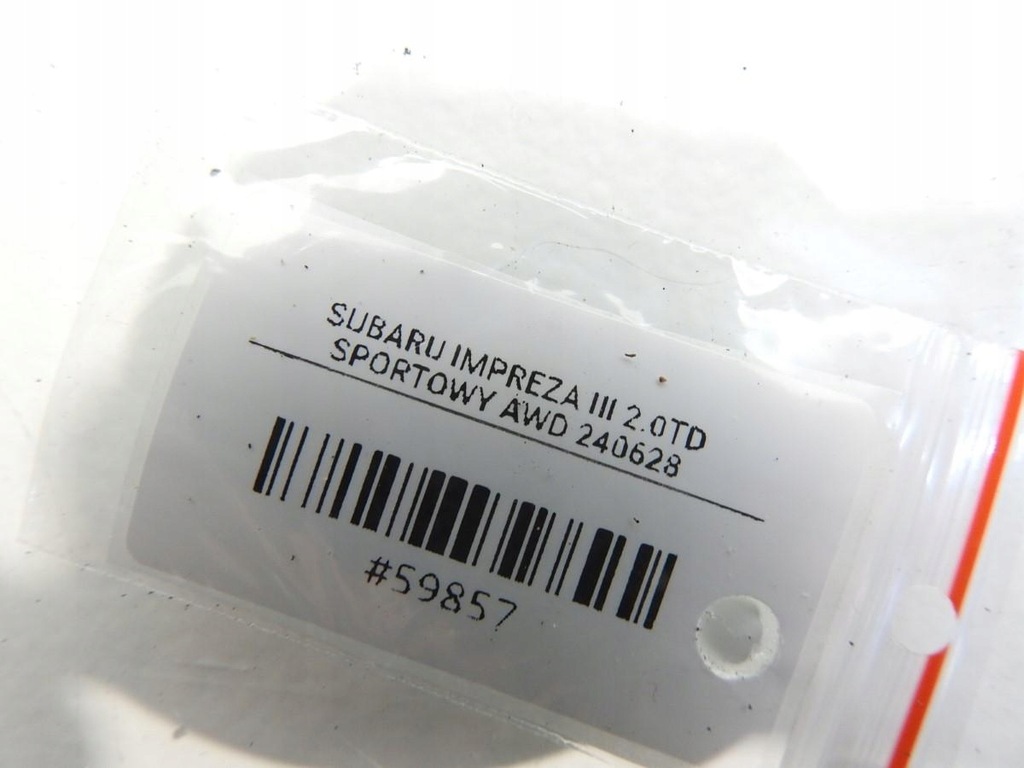 SUBARU IMPREZA III 2.0TD
SPORTOWY AWD 240628
#59857